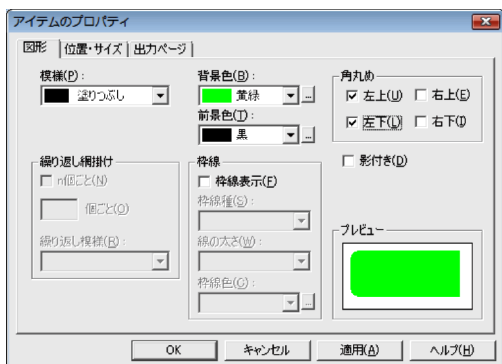 アイテムのプロパティ
図形 位置・サイズ 出力ページ
模様(P): 背景色(B): 角丸め
塗りつぶし 黄緑 ... 左上(U) 右上(E)
前景色(T):
黒 ... 左下(L) 右下(I)
繰り返し網掛け 枠線 影付き(D)
n個ごと(N) 枠線表示(F)
個ごと(O) 枠線種(S):
繰り返し模様(R): 線の太さ(W): プレビュー
枠線色(C):
...
OK キャンセル 適用(A) ヘルプ(H)